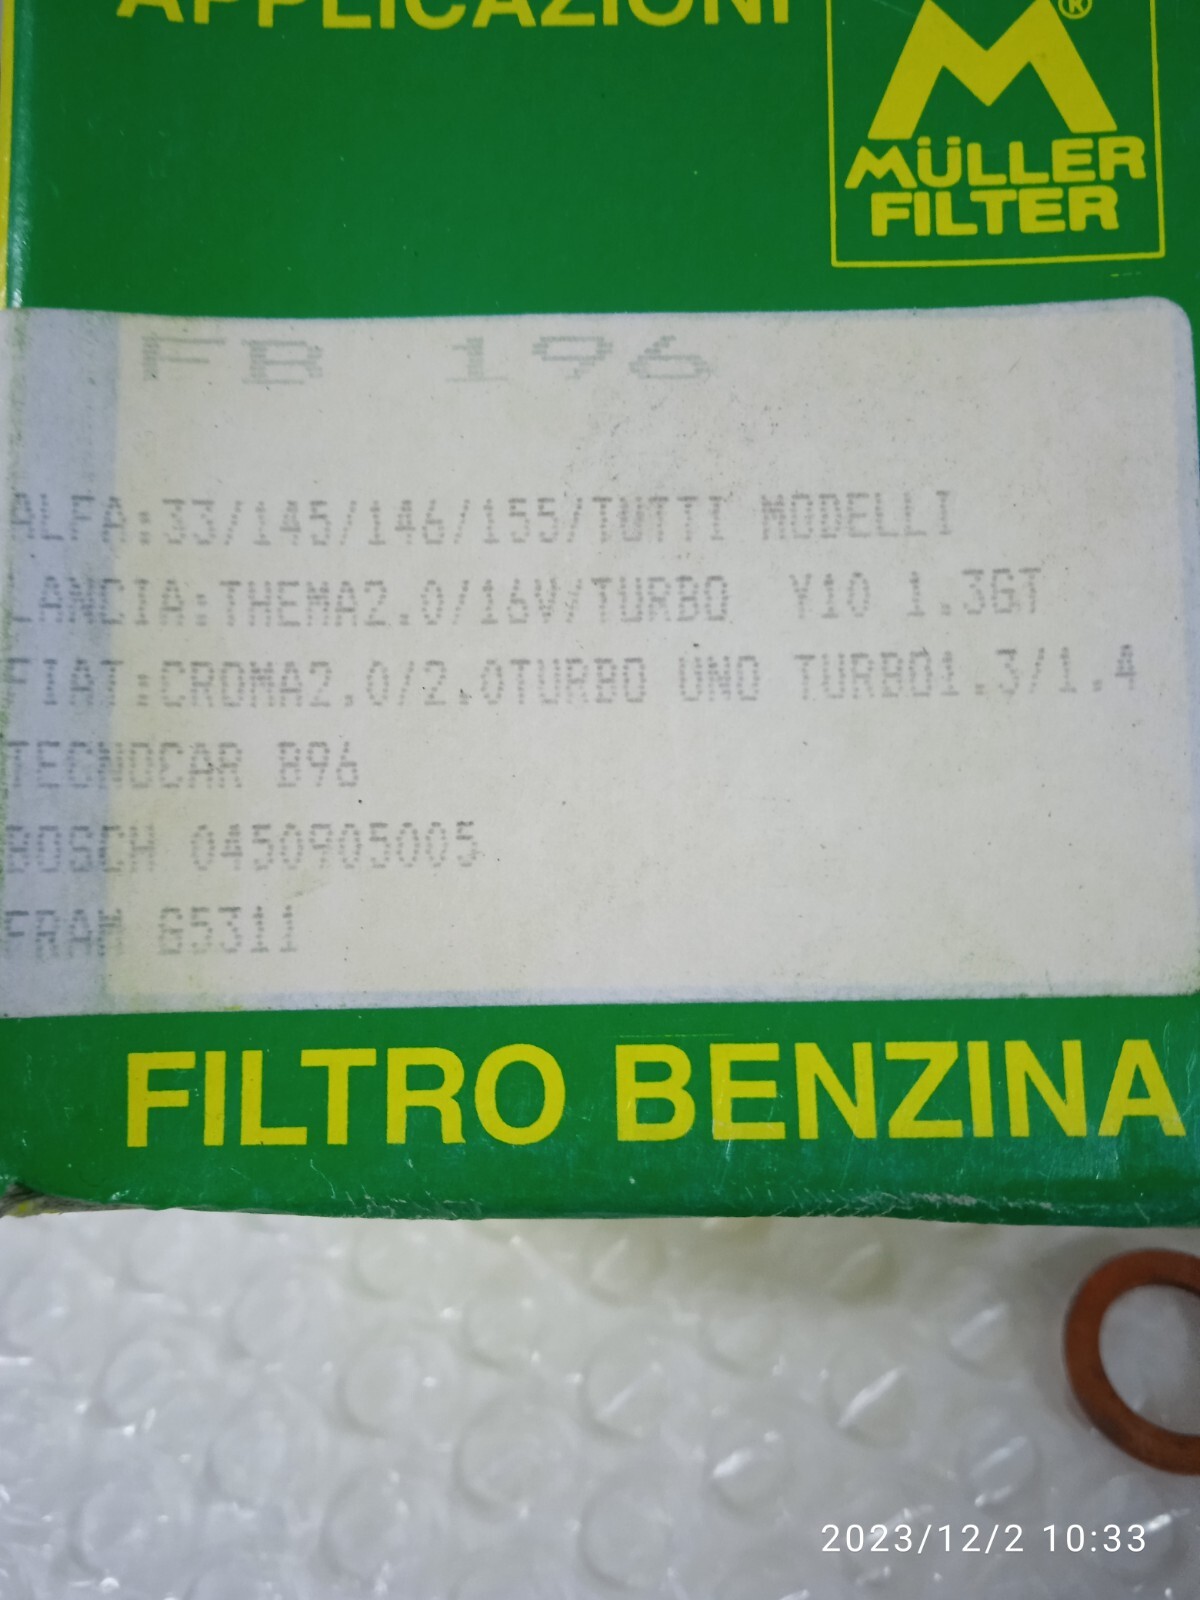 APPLICAZIONI
M®
MÜLLER
FILTER
FB 196
ALFA:33/145/146/155/TUTTI MODELLI
LANCIA:THEMA2.0/16V/TURBO Y10 1.3GT
FIAT:CROMA2.0/2.0TURBO UNO TURBO1.3/1.4
TECNOCAR B96
BOSCH 0450905005
FRAM G5311
FILTRO BENZINA
2023/12/2 10:33